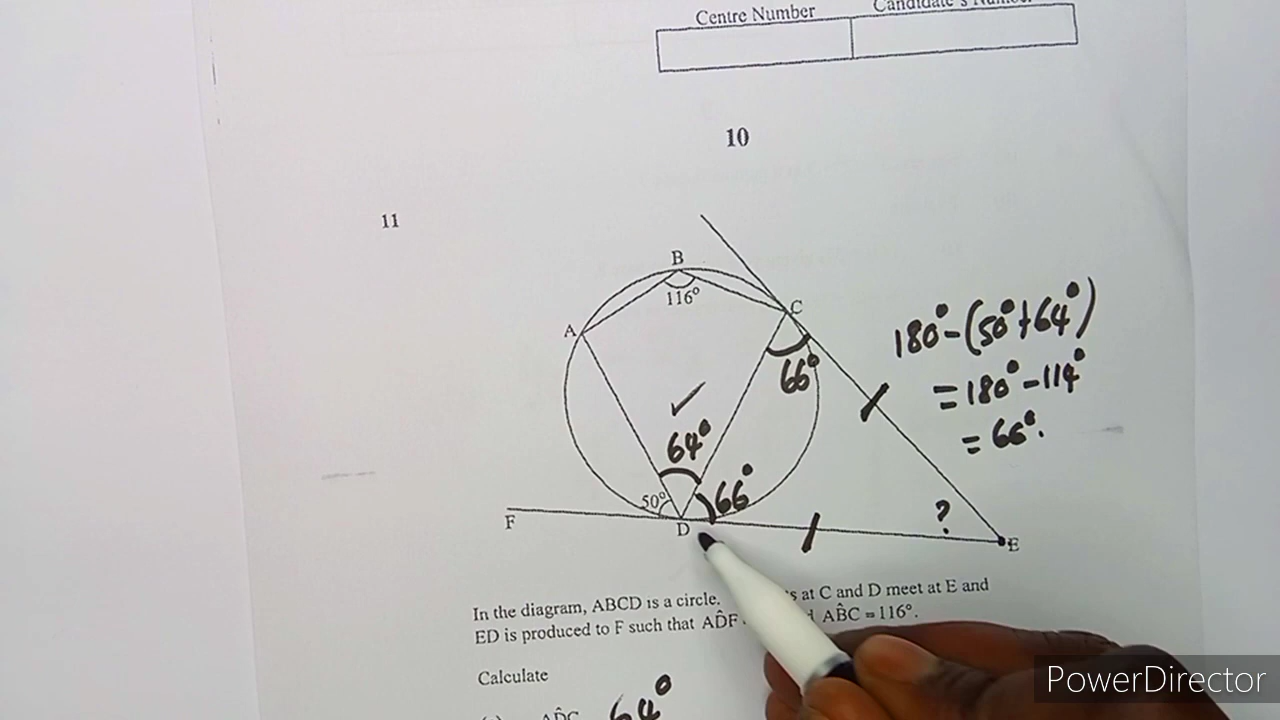 Centre Number
10
11
B
116°
C
A
66°
180° - (50° + 64°)
= 180° - 114°
= 66°.
✓
64°
50°
66°
?
F
D
E
In the diagram, ABCD is a circle. at C and D meet at E and
ED is produced to F such that AD̂F AB̂C = 116°.
Calculate
AD̂C 64°
PowerDirector